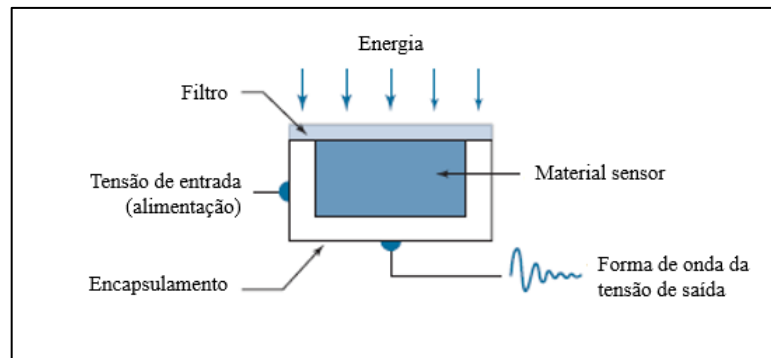 Energia
Filtro
Material sensor
Tensão de entrada
(alimentação)
Encapsulamento
Forma de onda da
tensão de saída